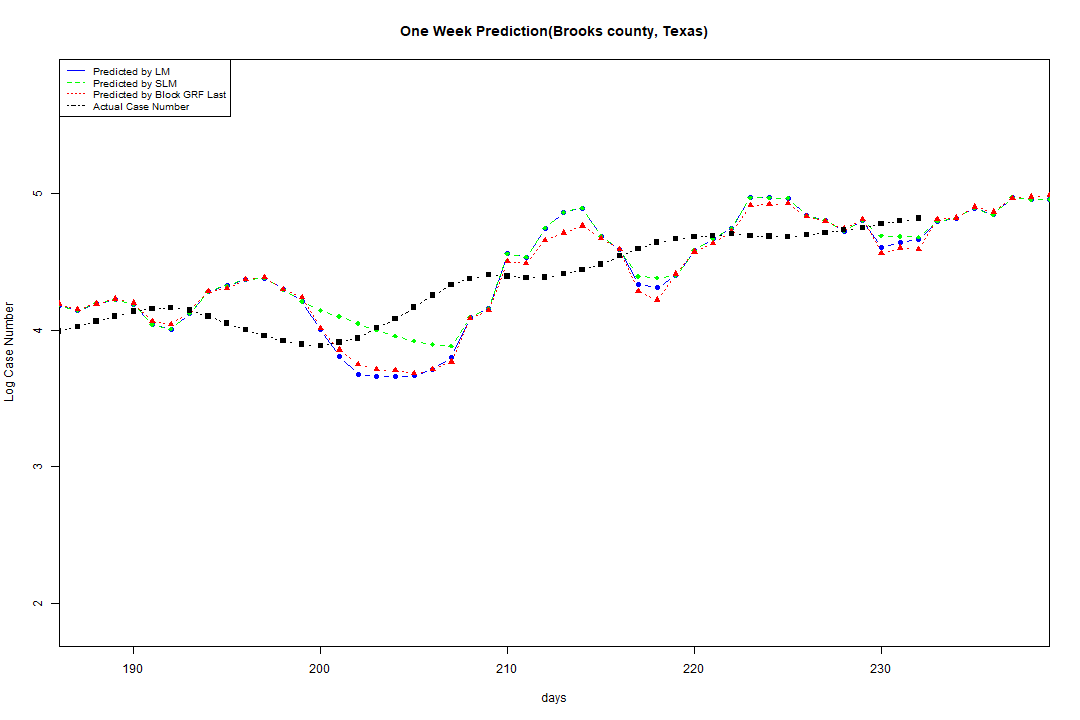 One Week Prediction(Brooks county, Texas)
Predicted by LM
Predicted by SLM
Predicted by Block GRF Last
Actual Case Number
5
4
3
2
Log Case Number
190 200 210 220 230
days